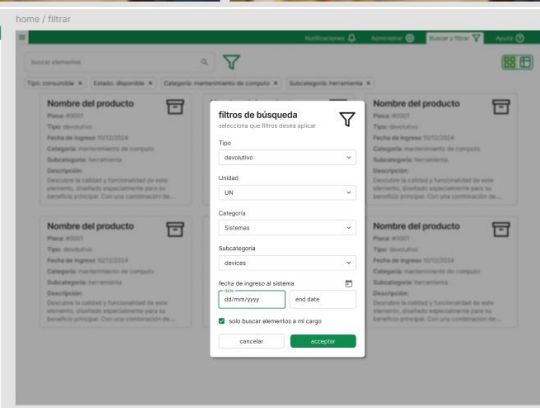 home / filtrar
Notificaciones
Administrar
Buscar y filtrar
Ayuda
buscar elementos
Tipo: consumible ×
Estado: disponible ×
Categoría: mantenimiento de computo ×
Subcategoría: herramienta ×
Nombre del producto
Placa: #0001
Tipo: devolutivo
Fecha de ingreso 10/12/2024
Categoría: mantenimiento de computo
Subcategoría: herramienta
Descripción:
Descubre la calidad y funcionalidad de este
elemento, diseñado especialmente para su
beneficio principal. Con una combinación de...
Nombre del producto
Placa: #0001
Tipo: devolutivo
Fecha de ingreso 10/12/2024
Categoría: mantenimiento de computo
Subcategoría: herramienta
Descripción:
Descubre la calidad y funcionalidad de este
elemento, diseñado especialmente para su
beneficio principal. Con una combinación de...
filtros de búsqueda
selecciona que filtros desea aplicar
Tipo
devolutivo
Unidad
UN
Categoría
Sistemas
Subcategoría
devices
fecha de ingreso al sistema
dd/mm/yyyy
end date
solo buscar elementos a mi cargo
cancelar
acceptar
Nombre del producto
Placa: #0001
Tipo: devolutivo
Fecha de ingreso 10/12/2024
Categoría: mantenimiento de computo
Subcategoría: herramienta
Descripción:
Descubre la calidad y funcionalidad de este
elemento, diseñado especialmente para su
beneficio principal. Con una combinación de...
Nombre del producto
Placa: #0001
Tipo: devolutivo
Fecha de ingreso 10/12/2024
Categoría: mantenimiento de computo
Subcategoría: herramienta
Descripción:
Descubre la calidad y funcionalidad de este
elemento, diseñado especialmente para su
beneficio principal. Con una combinación de...